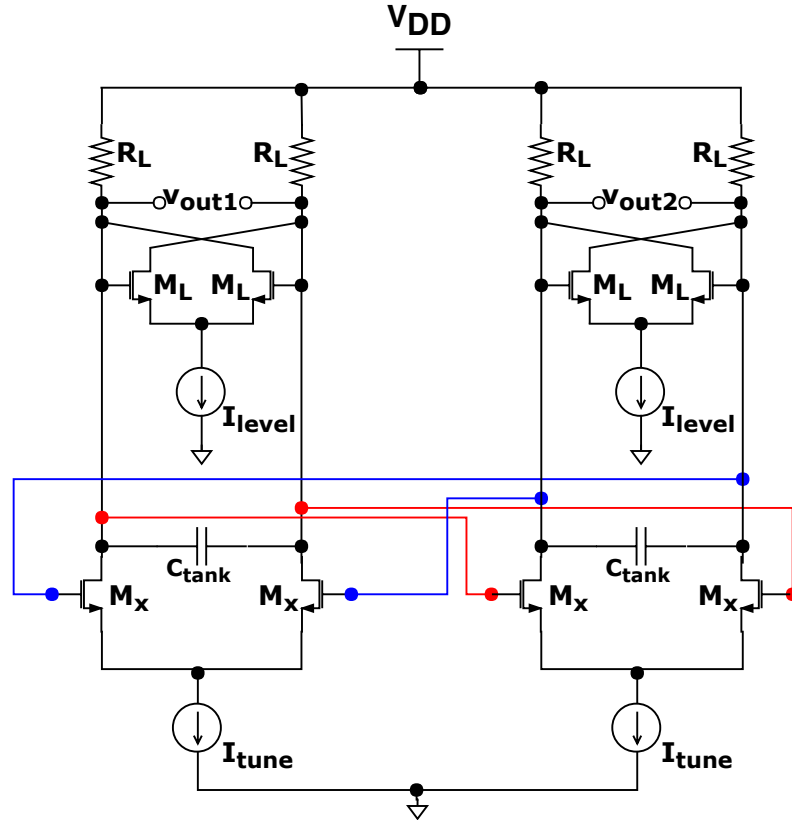 VDD
RL RL RL RL
vout1 vout2
ML ML ML ML
Ilevel Ilevel
Ctank Ctank
Mx Mx Mx Mx
Itune Itune